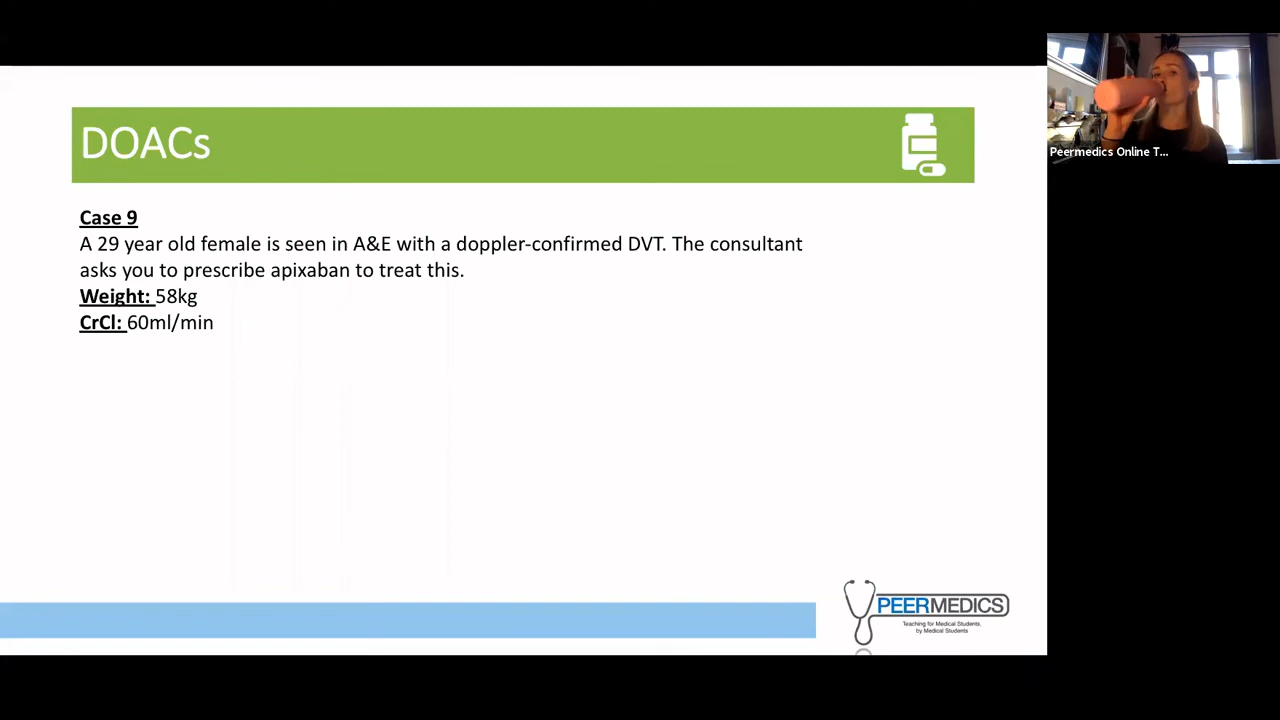 DOACs
Case 9
A 29 year old female is seen in A&E with a doppler-confirmed DVT. The consultant
asks you to prescribe apixaban to treat this.
Weight: 58kg
CrCl: 60ml/min
Peermedics Online T...
PEERMEDICS
Teaching for Medical Students,
by Medical Students